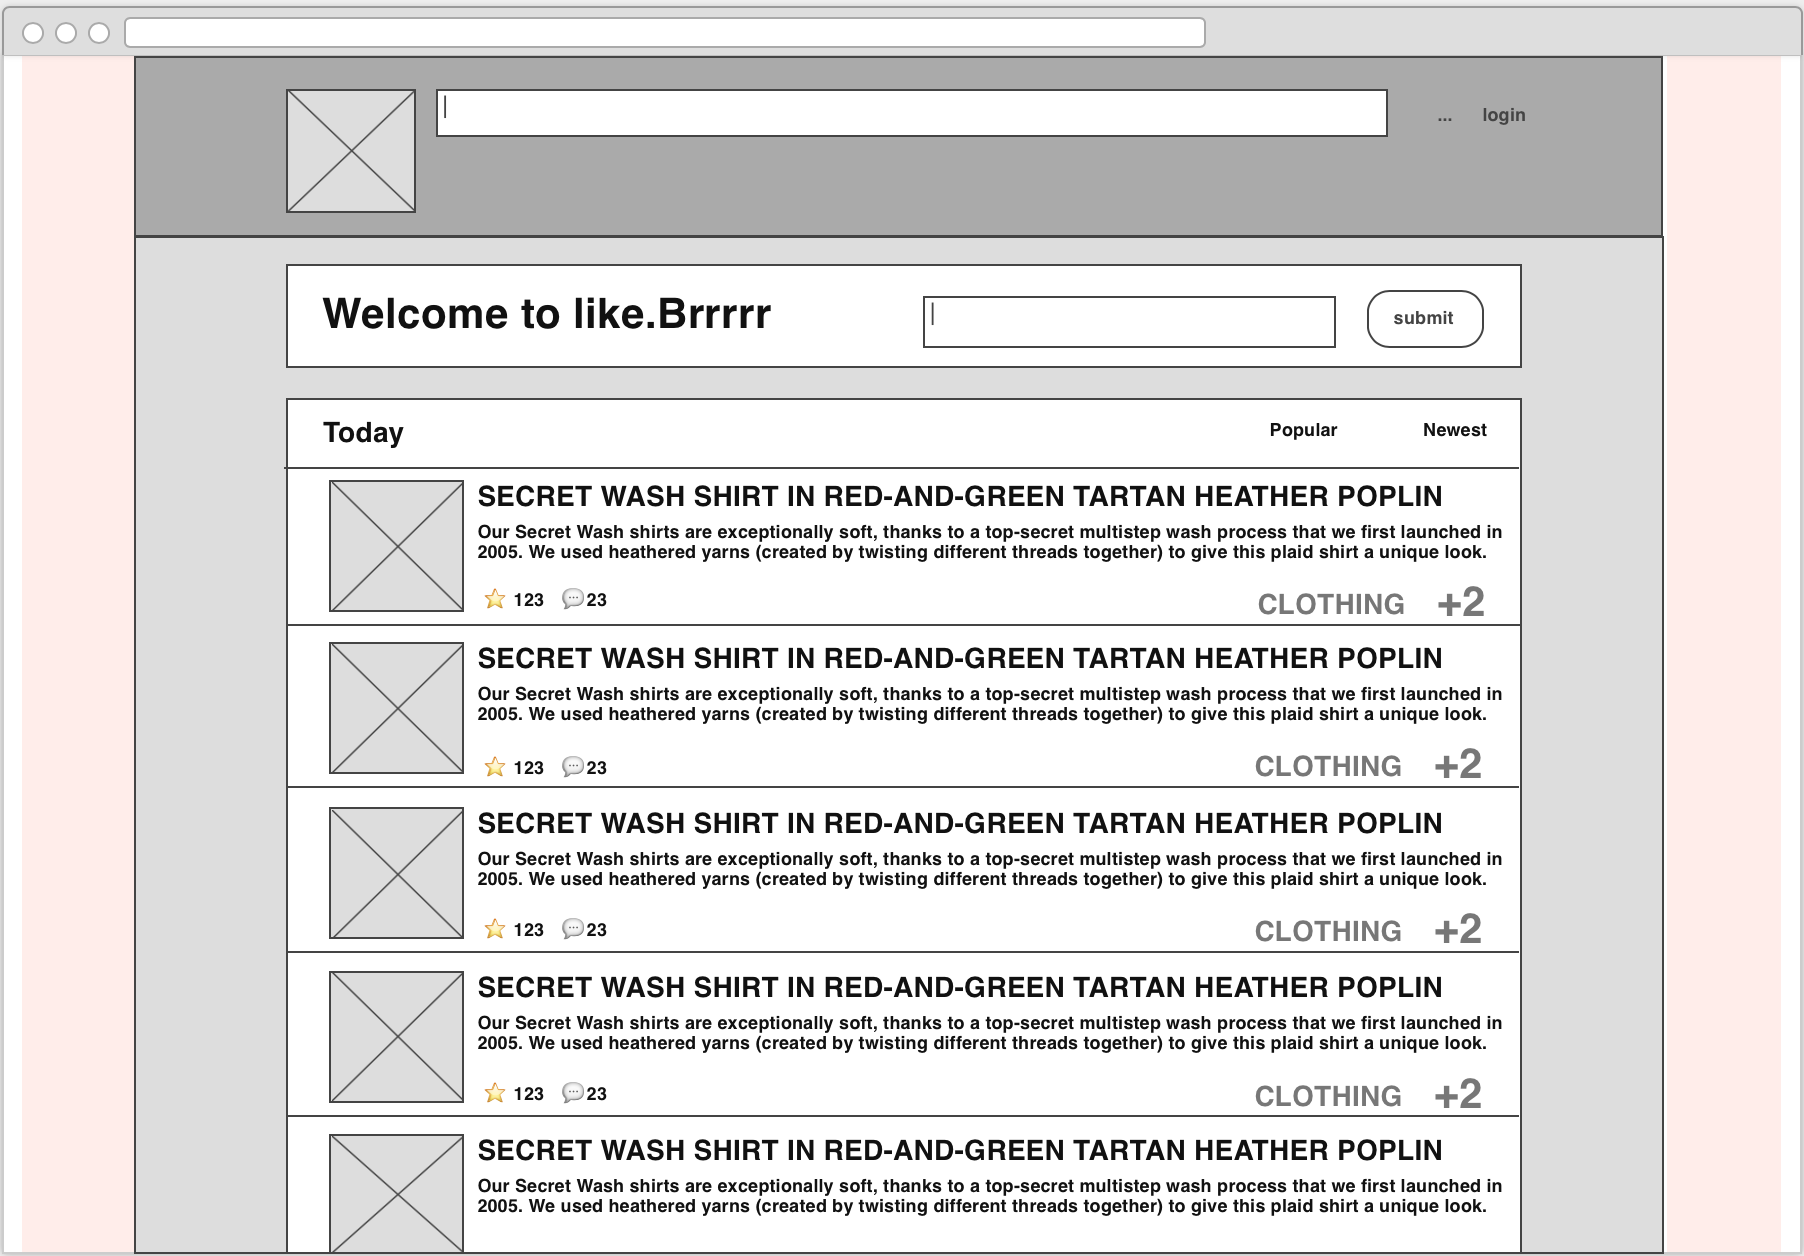 ... login
Welcome to like.Brrrrr
submit
Today Popular Newest
SECRET WASH SHIRT IN RED-AND-GREEN TARTAN HEATHER POPLIN
Our Secret Wash shirts are exceptionally soft, thanks to a top-secret multistep wash process that we first launched in
2005. We used heathered yarns (created by twisting different threads together) to give this plaid shirt a unique look.
123 23 CLOTHING +2
SECRET WASH SHIRT IN RED-AND-GREEN TARTAN HEATHER POPLIN
Our Secret Wash shirts are exceptionally soft, thanks to a top-secret multistep wash process that we first launched in
2005. We used heathered yarns (created by twisting different threads together) to give this plaid shirt a unique look.
123 23 CLOTHING +2
SECRET WASH SHIRT IN RED-AND-GREEN TARTAN HEATHER POPLIN
Our Secret Wash shirts are exceptionally soft, thanks to a top-secret multistep wash process that we first launched in
2005. We used heathered yarns (created by twisting different threads together) to give this plaid shirt a unique look.
123 23 CLOTHING +2
SECRET WASH SHIRT IN RED-AND-GREEN TARTAN HEATHER POPLIN
Our Secret Wash shirts are exceptionally soft, thanks to a top-secret multistep wash process that we first launched in
2005. We used heathered yarns (created by twisting different threads together) to give this plaid shirt a unique look.
123 23 CLOTHING +2
SECRET WASH SHIRT IN RED-AND-GREEN TARTAN HEATHER POPLIN
Our Secret Wash shirts are exceptionally soft, thanks to a top-secret multistep wash process that we first launched in
2005. We used heathered yarns (created by twisting different threads together) to give this plaid shirt a unique look.